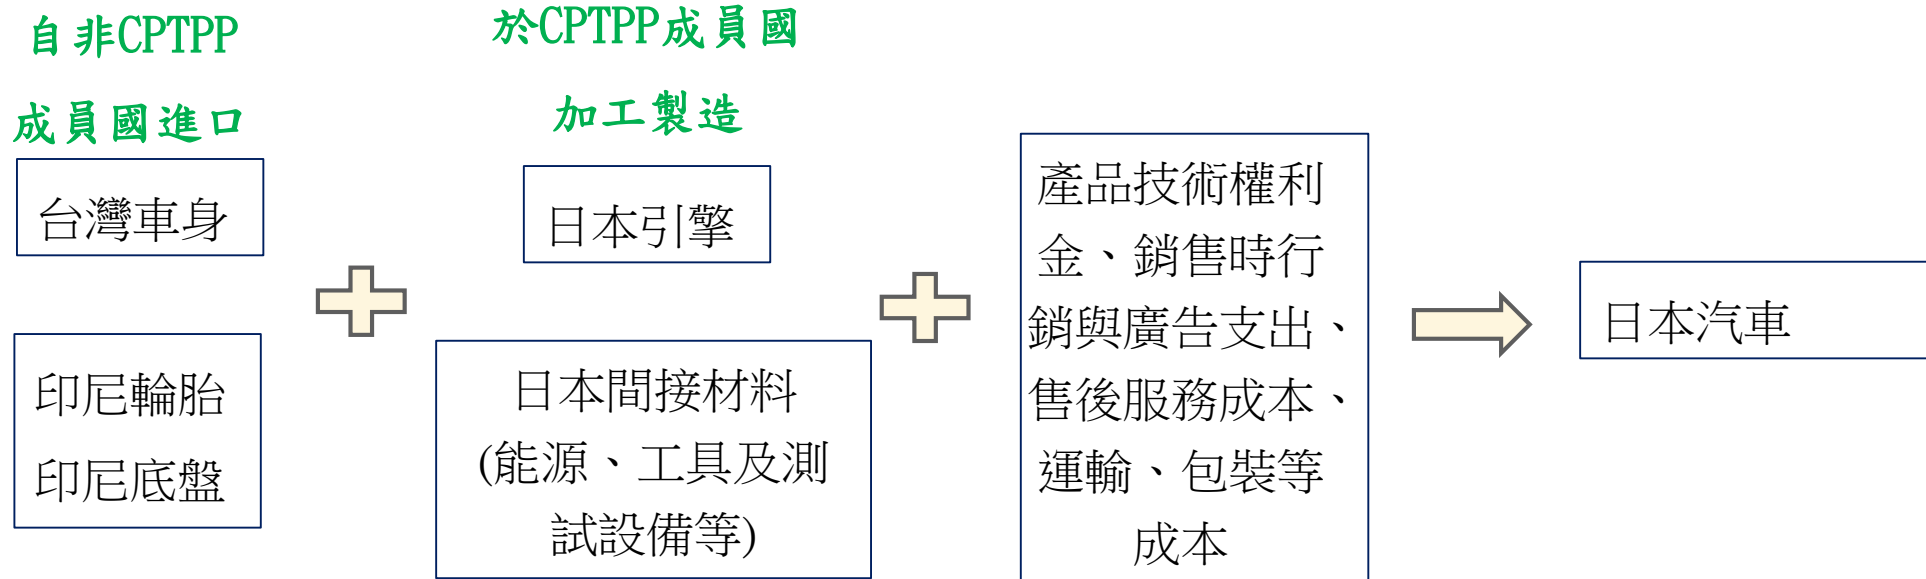 自非CPTPP
成員國進口
台灣車身
印尼輪胎
印尼底盤
於CPTPP成員國
加工製造
日本引擎
日本間接材料
(能源、工具及測
試設備等)
產品技術權利
金、銷售時行
銷與廣告支出、
售後服務成本、
運輸、包裝等
成本
日本汽車